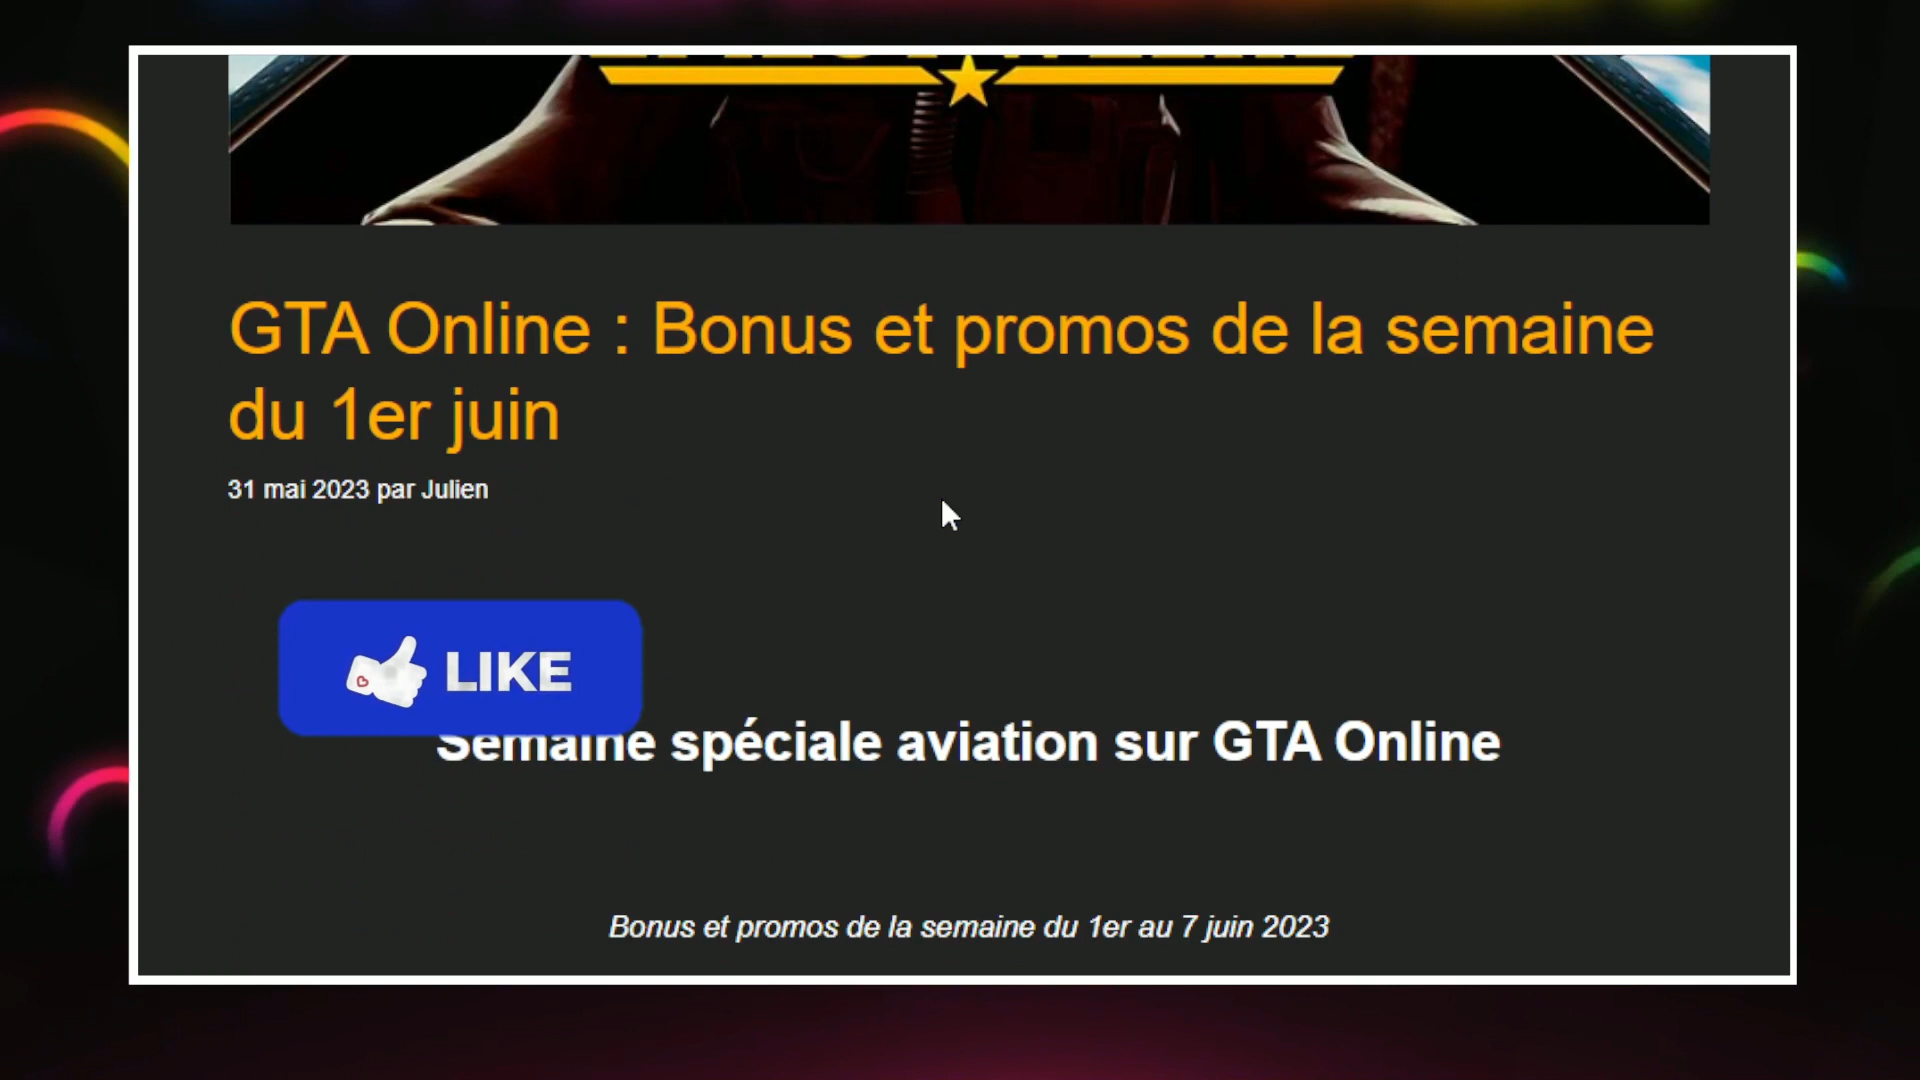 GTA Online : Bonus et promos de la semaine
du 1er juin
31 mai 2023 par Julien
LIKE
Semaine spéciale aviation sur GTA Online
Bonus et promos de la semaine du 1er au 7 juin 2023